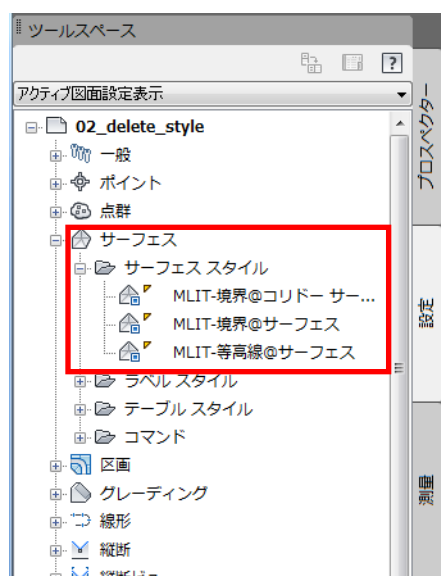 ツールスペース
?
アクティブ図面設定表示
02_delete_style
一般
ポイント
点群
サーフェス
サーフェス スタイル
MLIT-境界@コリドー サー...
MLIT-境界@サーフェス
MLIT-等高線@サーフェス
ラベル スタイル
テーブル スタイル
コマンド
区画
グレーディング
線形
縦断
プロスペクター
設定
測量